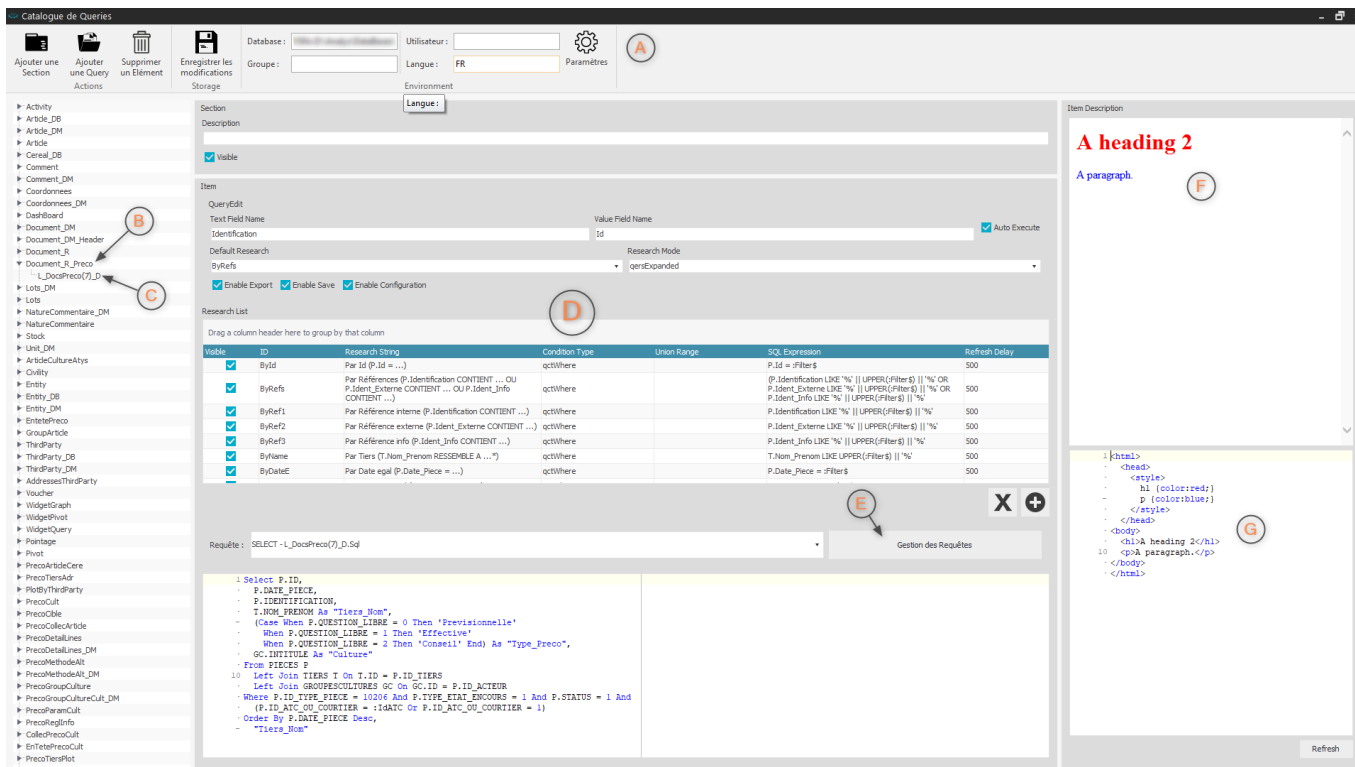 Catalogue de Queries
Ajouter une Section
Ajouter une Query
Supprimer un Elément
Actions
Enregistrer les modifications
Storage
Database :
Utilisateur :
Groupe :
Langue : FR
Paramètres
Environment
A
Langue :
Activity
Article_DB
Article_DM
Article
Cereal_DB
Comment
Comment_DM
Coordonnees
Coordonnees_DM
DashBoard
Document_DM
Document_DM_Header
Document_R
Document_R_Preco
L_DocsPreco(7)_D
Lots_DM
Lots
NatureCommentaire_DM
NatureCommentaire
Stock
Unit_DM
ArticleCultureAtys
Civility
Entity
Entity_DB
Entity_DM
EntetePreco
GroupArticle
ThirdParty
ThirdParty_DB
ThirdParty_DM
AddressesThirdParty
Voucher
WidgetGraph
WidgetPivot
WidgetQuery
Pointage
Pivot
PrecoArticleCere
PrecoTiersAdr
PlotByThirdParty
PrecoCult
PrecoCible
PrecoCollecArticle
PrecoDetailLines
PrecoDetailLines_DM
PrecoMethodeAlt
PrecoMethodeAlt_DM
PrecoGroupCulture
PrecoGroupCultureCult_DM
PrecoParamCult
PrecoReglInfo
CollecPrecoCult
EnTetePrecoCult
PrecoTiersPlot
B
C
Section
Description
Visible
Item
QueryEdit
Text Field Name
Value Field Name
Identification
Id
Auto Execute
Default Research
Research Mode
ByRefs
qersExpanded
Enable Export Enable Save Enable Configuration
D
Research List
Drag a column header here to group by that column
Visible ID Research String Condition Type Union Range SQL Expression Refresh Delay
ById Par Id (P.Id = ...) qctWhere P.Id = :Filter$ 500
ByRefs Par Références (P.Identification CONTIENT ... OU P.Ident_Externe CONTIENT ... OU P.Ident_Info CONTIENT ...) qctWhere (P.Identification LIKE '%' || UPPER(:Filter$) || '%' OR P.Ident_Externe LIKE '%' || UPPER(:Filter$) || '%' OR P.Ident_Info LIKE '%' || UPPER(:Filter$) || '%' 500
ByRef1 Par Référence interne (P.Identification CONTIENT ...) qctWhere P.Identification LIKE '%' || UPPER(:Filter$) || '%' 500
ByRef2 Par Référence externe (P.Ident_Externe CONTIENT ...) qctWhere P.Ident_Externe LIKE '%' || UPPER(:Filter$) || '%' 500
ByRef3 Par Référence info (P.Ident_Info CONTIENT ...) qctWhere P.Ident_Info LIKE '%' || UPPER(:Filter$) || '%' 500
ByName Par Tiers (T.Nom_Prenom RESSEMBLE A ...") qctWhere T.Nom_Prenom LIKE UPPER(:Filter$) || '%' 500
ByDateE Par Date egal (P.Date_Piece = ...) qctWhere P.Date_Piece = :Filter$ 500
E
X
Requête : SELECT - L_DocsPreco(7)_D.Sql
Gestion des Requêtes
1 Select P.ID,
P.DATE_PIECE,
P.IDENTIFICATION,
T.NOM_PRENOM As "Tiers_Nom",
(Case When P.QUESTION_LIBRE = 0 Then 'Previsionnelle'
When P.QUESTION_LIBRE = 1 Then 'Effective'
When P.QUESTION_LIBRE = 2 Then 'Conseil' End) As "Type_Preco",
GC.INTITULE As "Culture"
From PIECES P
10 Left Join TIERS T On T.ID = P.ID_TIERS
Left Join GROUPESCULTURES GC On GC.ID = P.ID_ACTEUR
Where P.ID_TYPE_PIECE = 10206 And P.TYPE_ETAT_ENCOURS = 1 And P.STATUS = 1 And
(P.ID_ATC_OU_COURTIER = :IdATC Or P.ID_ATC_OU_COURTIER = 1)
Order By P.DATE_PIECE Desc,
"Tiers_Nom"
Item Description
A heading 2
A paragraph.
F
1 <html>
<head>
<style>
h1 {color:red;}
p {color:blue;}
</style>
</head>
<body>
<h1>A heading 2</h1>
10 <p>A paragraph.</p>
</body>
</html>
G
Refresh